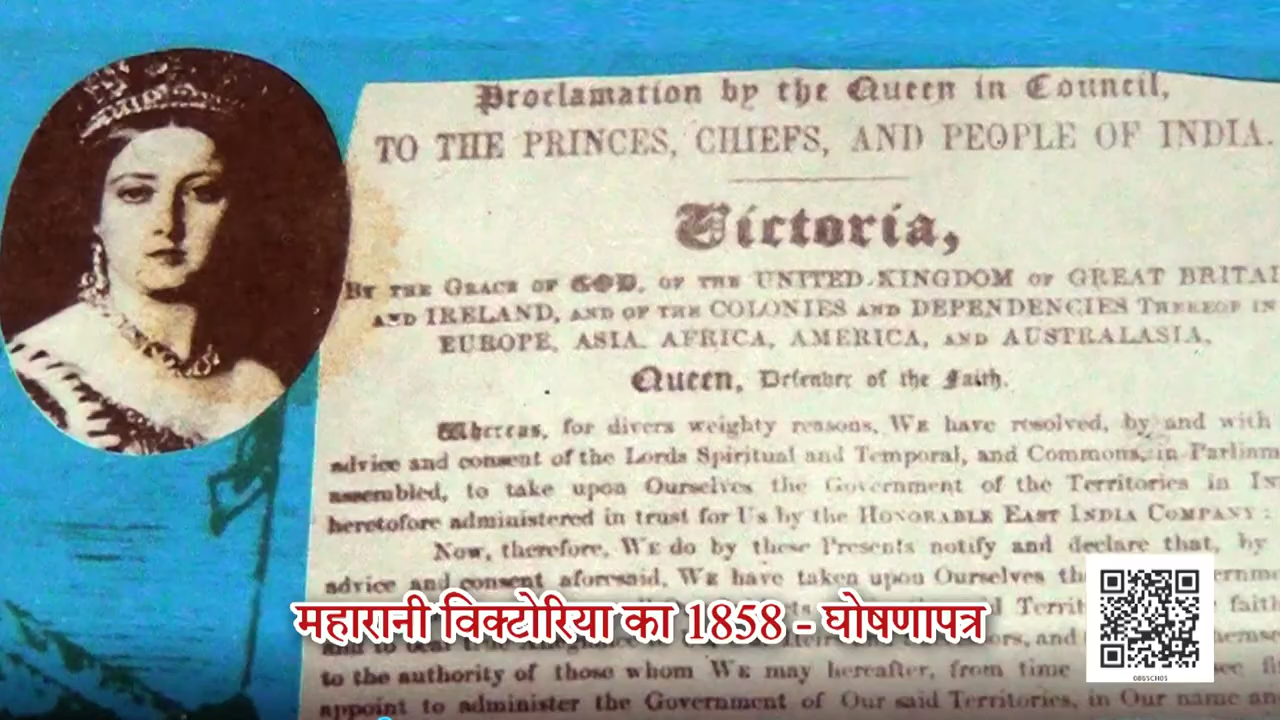 Proclamation by the Queen in Council,
TO THE PRINCES, CHIEFS, AND PEOPLE OF INDIA.
Victoria,
BY THE GRACE OF GOD, OF THE UNITED KINGDOM OF GREAT BRITAI
AND IRELAND, AND OF THE COLONIES AND DEPENDENCIES THEREOF IN
EUROPE, ASIA, AFRICA, AMERICA, AND AUSTRALASIA,
Queen, Defender of the Faith.
Whereas, for divers weighty reasons, WE have resolved, by and with
advice and consent of the Lords Spiritual and Temporal, and Commons, in Parliam
assembled, to take upon Ourselves the Government of the Territories in
heretofore administered in trust for Us by the HONORABLE EAST INDIA COMPANY:
Now, therefore, WE do by these Presents notify and declare that, by
advice and consent aforesaid, WE have taken upon Ourselves
महारानी विक्टोरिया का 1858 - घोषणापत्र
and
to the authority of those whom WE may hereafter, from time see
appoint to administer the Government of Our said Territories, in Our name
0865CH05